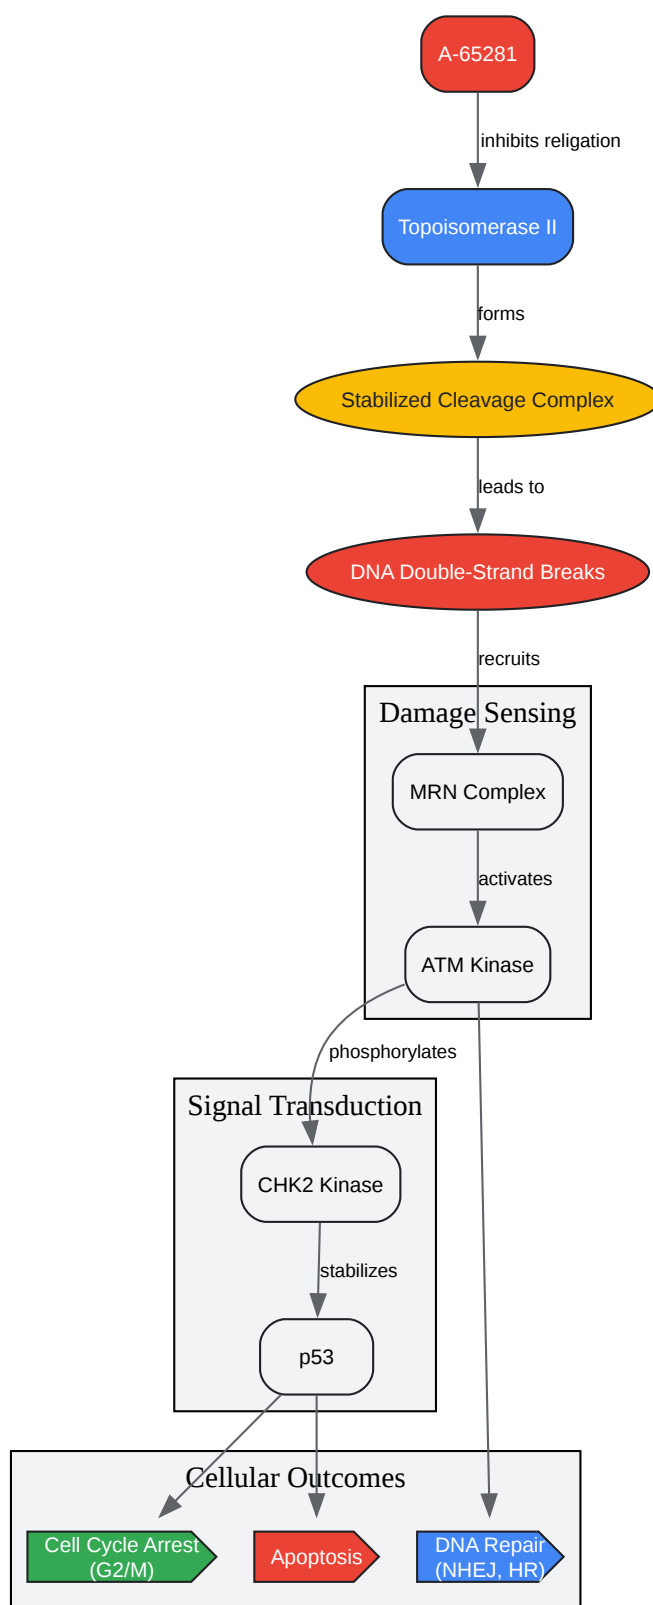 A-65281
inhibits religation
Topoisomerase II
forms
Stabilized Cleavage Complex
leads to
DNA Double-Strand Breaks
recruits
Damage Sensing
MRN Complex
activates
ATM Kinase
phosphorylates
Signal Transduction
CHK2 Kinase
stabilizes
p53
Cellular Outcomes
Cell Cycle Arrest
(G2/M)
Apoptosis
DNA Repair
(NHEJ, HR)